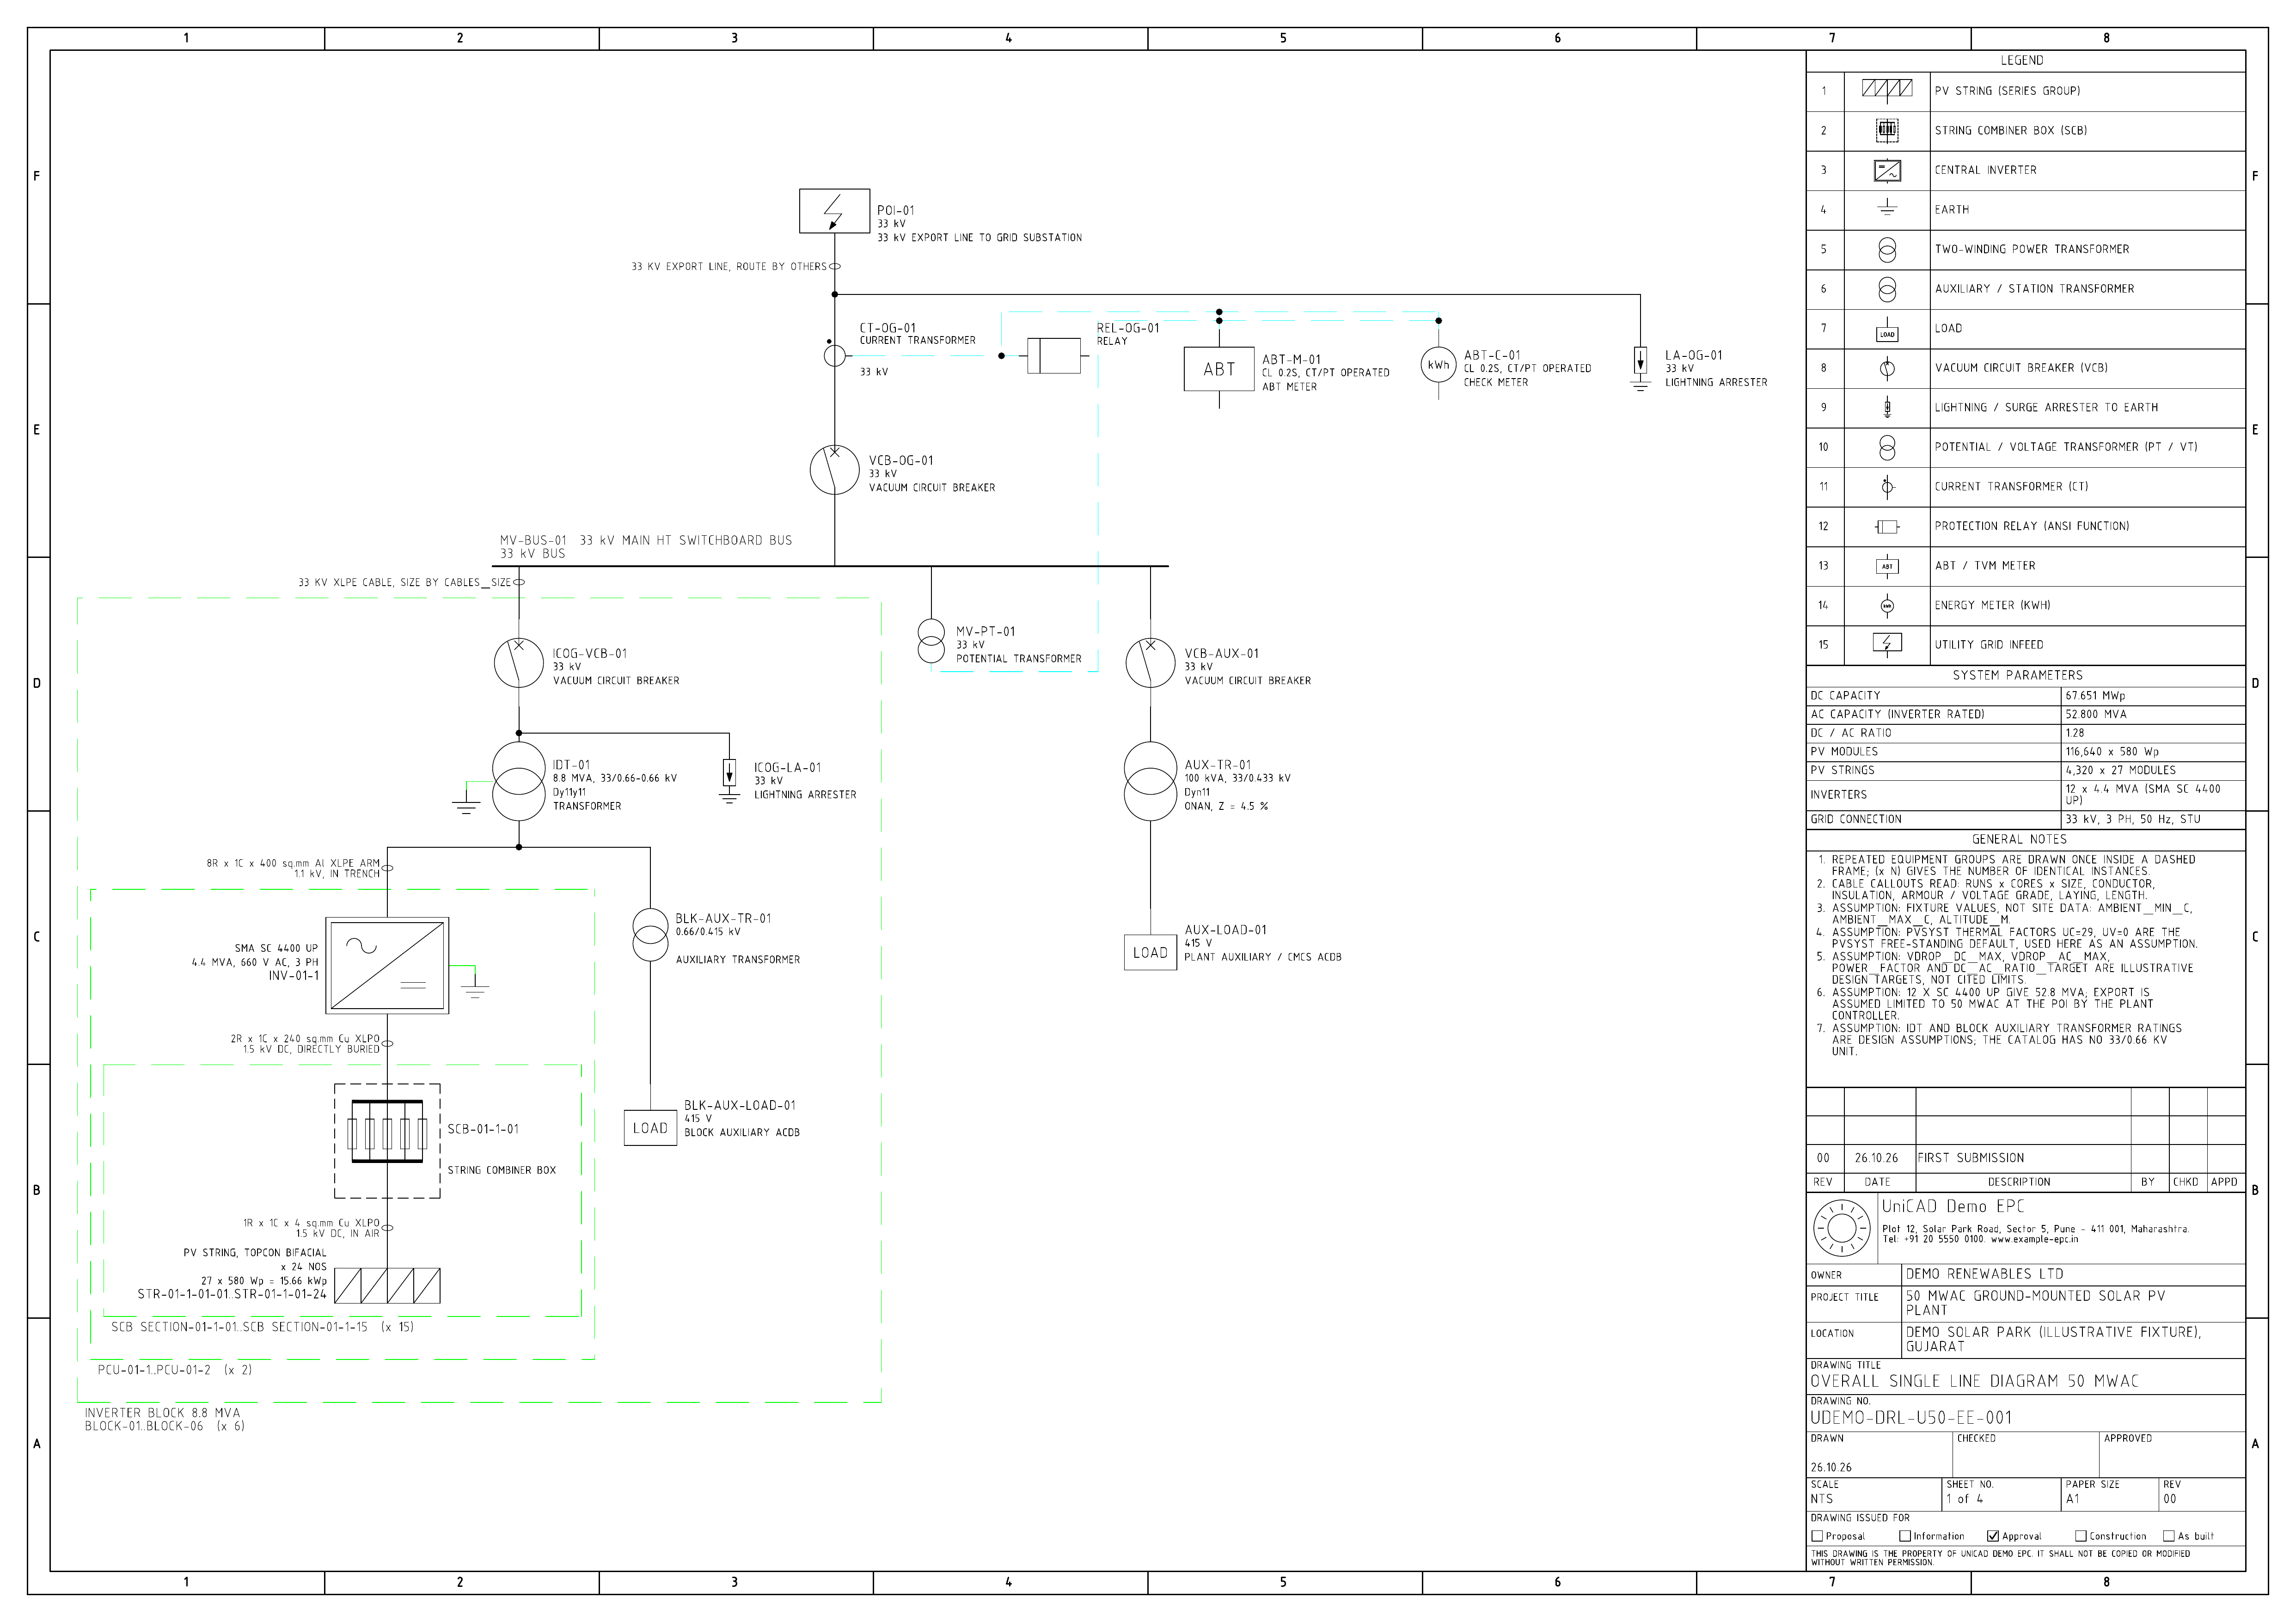 1 2 3 4 5 6 7 8
F
E
D
C
B
A
POI-01
33 kV
33 kV EXPORT LINE TO GRID SUBSTATION
33 KV EXPORT LINE, ROUTE BY OTHERS
CT-OG-01
CURRENT TRANSFORMER
33 kV
REL-OG-01
RELAY
ABT
ABT-M-01
CL 0.2S, CT/PT OPERATED
ABT METER
kWh
ABT-C-01
CL 0.2S, CT/PT OPERATED
CHECK METER
LA-OG-01
33 kV
LIGHTNING ARRESTER
VCB-OG-01
33 kV
VACUUM CIRCUIT BREAKER
MV-BUS-01 33 kV MAIN HT SWITCHBOARD BUS
33 kV BUS
33 KV XLPE CABLE, SIZE BY CABLES_SIZE
ICOG-VCB-01
33 kV
VACUUM CIRCUIT BREAKER
MV-PT-01
33 kV
POTENTIAL TRANSFORMER
VCB-AUX-01
33 kV
VACUUM CIRCUIT BREAKER
IDT-01
8.8 MVA, 33/0.66-0.66 kV
Dy11y11
TRANSFORMER
ICOG-LA-01
33 kV
LIGHTNING ARRESTER
AUX-TR-01
100 kVA, 33/0.433 kV
Dyn11
ONAN, Z = 4.5 %
8R x 1C x 400 sq.mm Al XLPE ARM
1.1 kV, IN TRENCH
SMA SC 4400 UP
4.4 MVA, 660 V AC, 3 PH
INV-01-1
BLK-AUX-TR-01
0.66/0.415 kV
AUXILIARY TRANSFORMER
LOAD
AUX-LOAD-01
415 V
PLANT AUXILIARY / CMCS ACDB
2R x 1C x 240 sq.mm Cu XLPO
1.5 kV DC, DIRECTLY BURIED
SCB-01-1-01
STRING COMBINER BOX
LOAD
BLK-AUX-LOAD-01
415 V
BLOCK AUXILIARY ACDB
1R x 1C x 4 sq.mm Cu XLPO
1.5 kV DC, IN AIR
PV STRING, TOPCON BIFACIAL
x 24 NOS
27 x 580 Wp = 15.66 kWp
STR-01-1-01-01..STR-01-1-01-24
SCB SECTION-01-1-01..SCB SECTION-01-1-15 (x 15)
PCU-01-1..PCU-01-2 (x 2)
INVERTER BLOCK 8.8 MVA
BLOCK-01..BLOCK-06 (x 6)
LEGEND
1 PV STRING (SERIES GROUP)
2 STRING COMBINER BOX (SCB)
3 CENTRAL INVERTER
4 EARTH
5 TWO-WINDING POWER TRANSFORMER
6 AUXILIARY / STATION TRANSFORMER
7 LOAD LOAD
8 VACUUM CIRCUIT BREAKER (VCB)
9 LIGHTNING / SURGE ARRESTER TO EARTH
10 POTENTIAL / VOLTAGE TRANSFORMER (PT / VT)
11 CURRENT TRANSFORMER (CT)
12 PROTECTION RELAY (ANSI FUNCTION)
13 ABT ABT / TVM METER
14 kWh ENERGY METER (KWH)
15 UTILITY GRID INFEED
SYSTEM PARAMETERS
DC CAPACITY 67.651 MWp
AC CAPACITY (INVERTER RATED) 52.800 MVA
DC / AC RATIO 1.28
PV MODULES 116,640 x 580 Wp
PV STRINGS 4,320 x 27 MODULES
INVERTERS 12 x 4.4 MVA (SMA SC 4400
UP)
GRID CONNECTION 33 kV, 3 PH, 50 Hz, STU
GENERAL NOTES
1. REPEATED EQUIPMENT GROUPS ARE DRAWN ONCE INSIDE A DASHED
FRAME; (x N) GIVES THE NUMBER OF IDENTICAL INSTANCES.
2. CABLE CALLOUTS READ: RUNS x CORES x SIZE, CONDUCTOR,
INSULATION, ARMOUR / VOLTAGE GRADE, LAYING, LENGTH.
3. ASSUMPTION: FIXTURE VALUES, NOT SITE DATA: AMBIENT_MIN_C,
AMBIENT_MAX_C, ALTITUDE_M.
4. ASSUMPTION: PVSYST THERMAL FACTORS UC=29, UV=0 ARE THE
PVSYST FREE-STANDING DEFAULT, USED HERE AS AN ASSUMPTION.
5. ASSUMPTION: VDROP_DC_MAX, VDROP_AC_MAX,
POWER_FACTOR AND DC_AC_RATIO_TARGET ARE ILLUSTRATIVE
DESIGN TARGETS, NOT CITED LIMITS.
6. ASSUMPTION: 12 X SC 4400 UP GIVE 52.8 MVA; EXPORT IS
ASSUMED LIMITED TO 50 MWAC AT THE POI BY THE PLANT
CONTROLLER.
7. ASSUMPTION: IDT AND BLOCK AUXILIARY TRANSFORMER RATINGS
ARE DESIGN ASSUMPTIONS; THE CATALOG HAS NO 33/0.66 KV
UNIT.
00 26.10.26 FIRST SUBMISSION
REV DATE DESCRIPTION BY CHKD APPD
UniCAD Demo EPC
Plot 12, Solar Park Road, Sector 5, Pune - 411 001, Maharashtra.
Tel: +91 20 5550 0100. www.example-epc.in
OWNER DEMO RENEWABLES LTD
PROJECT TITLE 50 MWAC GROUND-MOUNTED SOLAR PV
PLANT
LOCATION DEMO SOLAR PARK (ILLUSTRATIVE FIXTURE),
GUJARAT
DRAWING TITLE
OVERALL SINGLE LINE DIAGRAM 50 MWAC
DRAWING NO.
UDEMO-DRL-U50-EE-001
DRAWN CHECKED APPROVED
26.10.26
SCALE SHEET NO. PAPER SIZE REV
NTS 1 of 4 A1 00
DRAWING ISSUED FOR
Proposal Information Approval Construction As built
THIS DRAWING IS THE PROPERTY OF UNICAD DEMO EPC. IT SHALL NOT BE COPIED OR MODIFIED
WITHOUT WRITTEN PERMISSION.
F
E
D
C
B
A
1 2 3 4 5 6 7 8